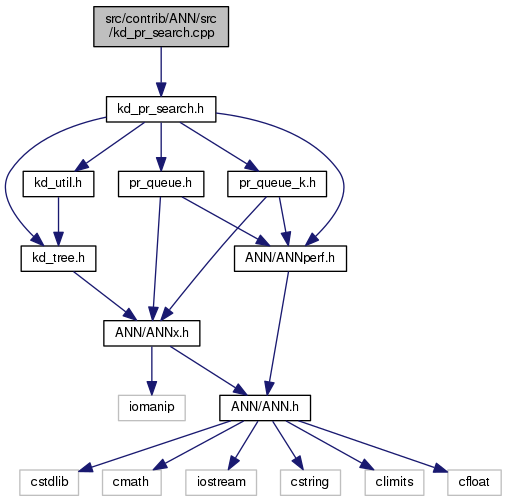 src/contrib/ANN/src
/kd_pr_search.cpp
kd_pr_search.h
kd_util.h
pr_queue.h
pr_queue_k.h
kd_tree.h
ANN/ANNperf.h
ANN/ANNx.h
iomanip
ANN/ANN.h
cstdlib
cmath
iostream
cstring
climits
cfloat